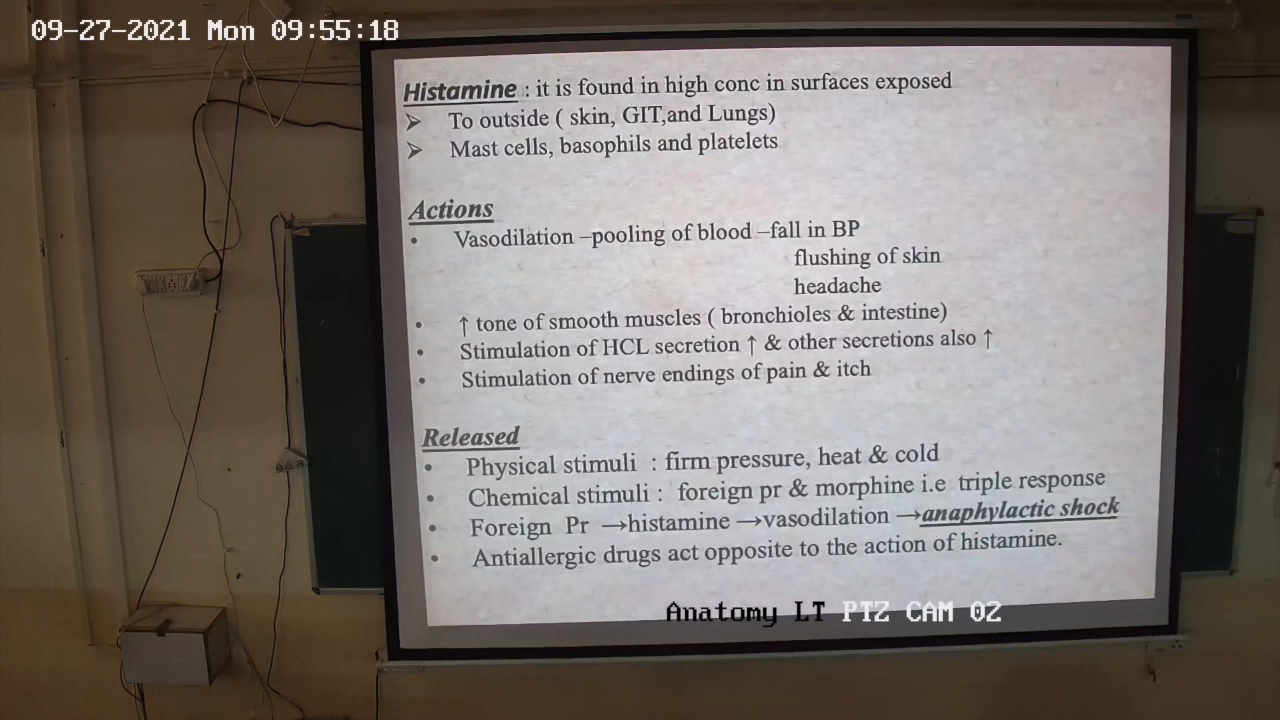 09-27-2021 Mon 09:55:18
Histamine : it is found in high conc in surfaces exposed
➢ To outside ( skin, GIT,and Lungs)
➢ Mast cells, basophils and platelets
Actions
• Vasodilation –pooling of blood –fall in BP
flushing of skin
headache
• ↑ tone of smooth muscles ( bronchioles & intestine)
• Stimulation of HCL secretion ↑ & other secretions also ↑
• Stimulation of nerve endings of pain & itch
Released
• Physical stimuli : firm pressure, heat & cold
• Chemical stimuli : foreign pr & morphine i.e triple response
• Foreign Pr →histamine →vasodilation →anaphylactic shock
• Antiallergic drugs act opposite to the action of histamine.
Anatomy LT PTZ CAM 02